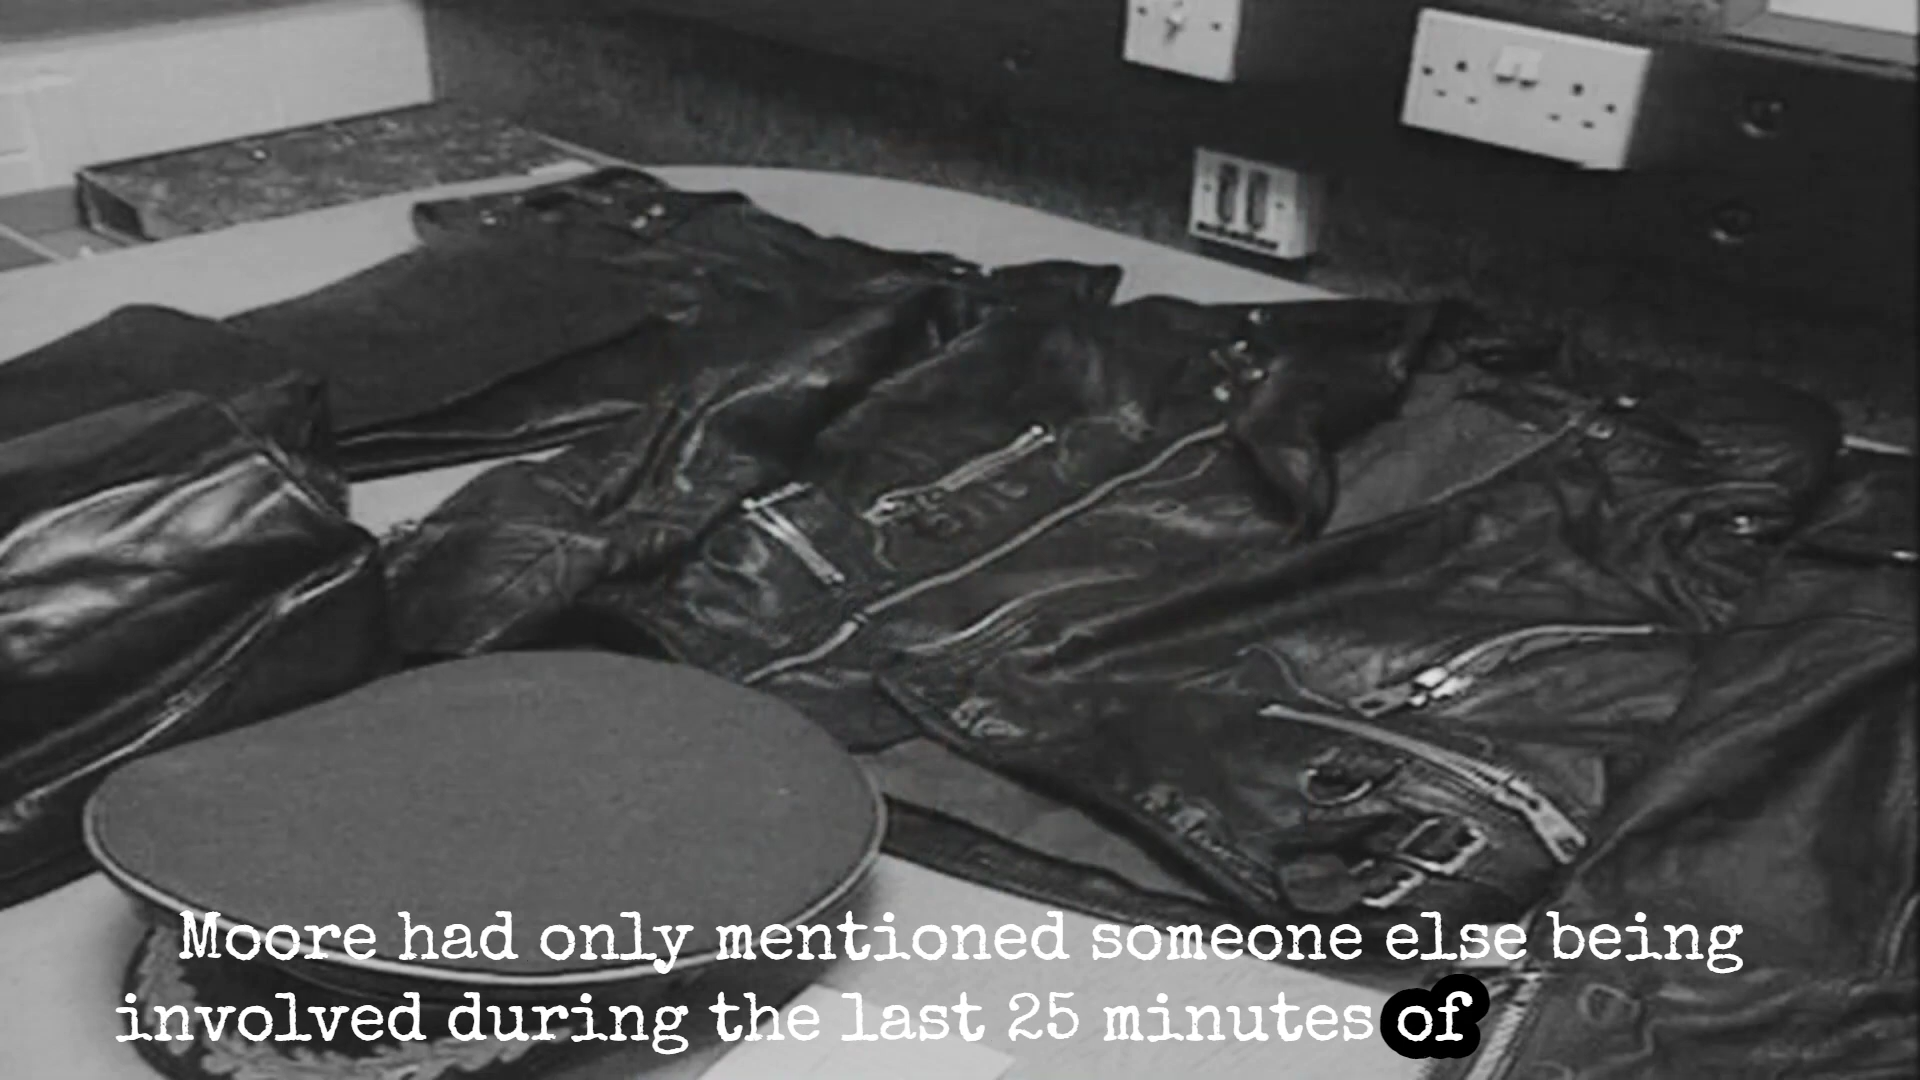 Moore had only mentioned someone else being
involved during the last 25 minutes of